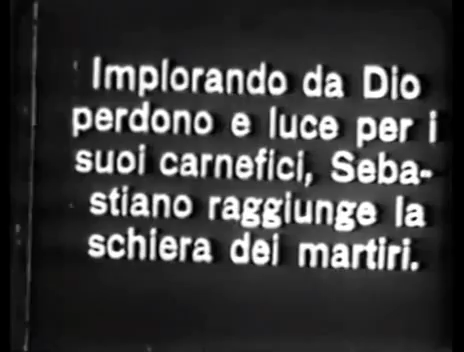 Implorando da Dio
perdono e luce per i
suoi carnefici, Seba-
stiano raggiunge la
schiera dei martiri.